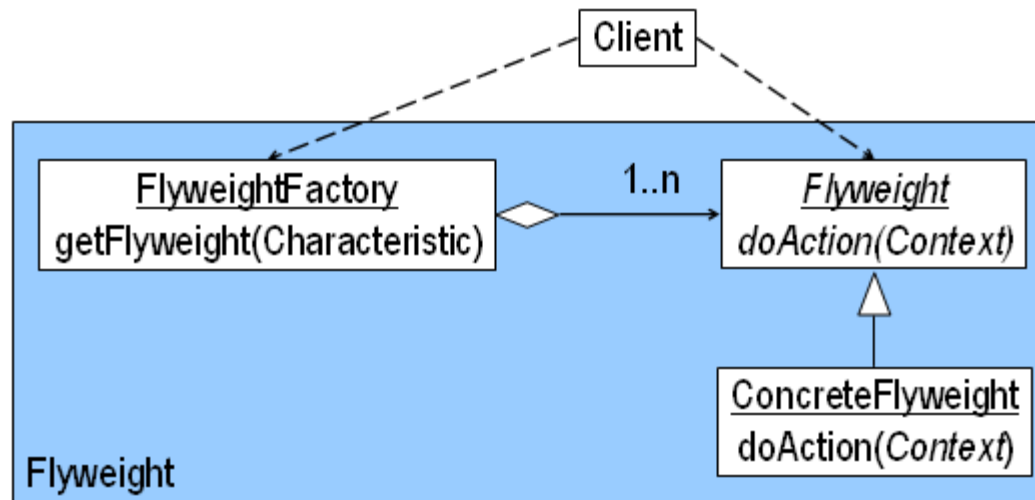 Client
FlyweightFactory
getFlyweight(Characteristic)
1..n
Flyweight
doAction(Context)
ConcreteFlyweight
doAction(Context)
Flyweight